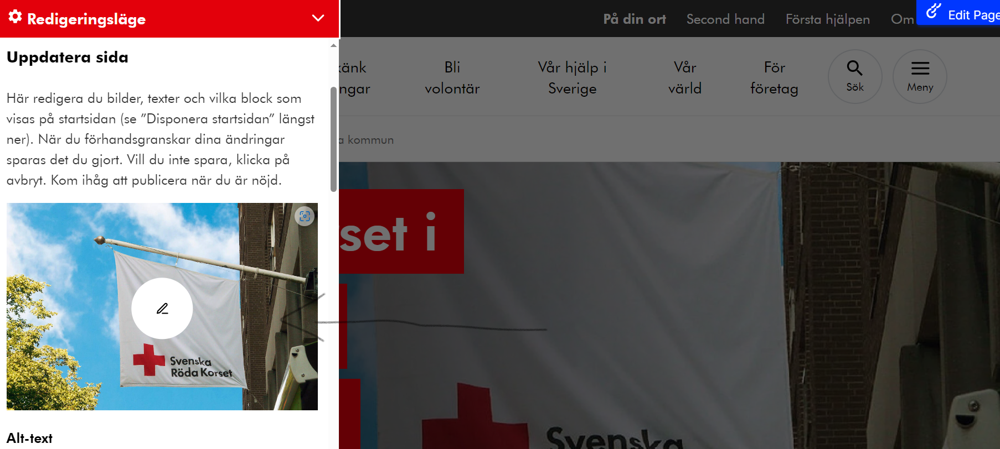 Redigeringsläge
Uppdatera sida
Här redigera du bilder, texter och vilka block som
visas på startsidan (se ”Disponera startsidan” längst
ner). När du förhandsgranskar dina ändringar
sparas det du gjort. Vill du inte spara, klicka på
avbryt. Kom ihåg att publicera när du är nöjd.
Svenska
Röda Korset
Alt-text
På din ort Second hand Första hjälpen Om
Edit Page
änk
ngar
Bli
volontär
Vår hjälp i
Sverige
Vår
värld
För
företag
Sök
Meny
a kommun
rset i
Svenska